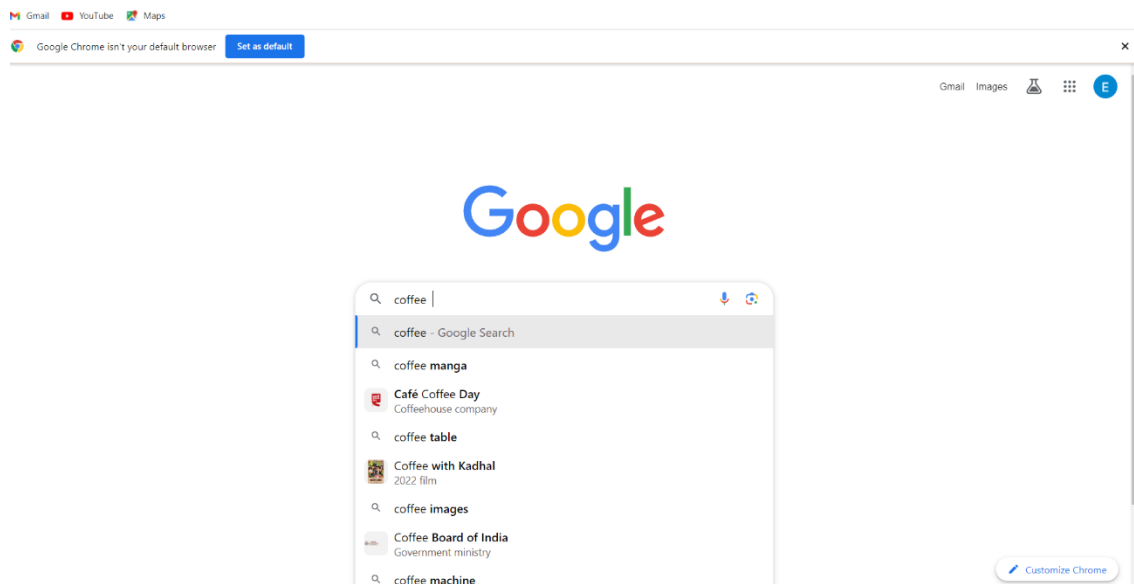 Gmail YouTube Maps
Google Chrome isn't your default browser Set as default
Gmail Images E
Google
coffee
coffee - Google Search
coffee manga
Café Coffee Day
Coffeehouse company
coffee table
Coffee with Kadhal
2022 film
coffee images
Coffee Board of India
Government ministry
coffee machine
Customize Chrome